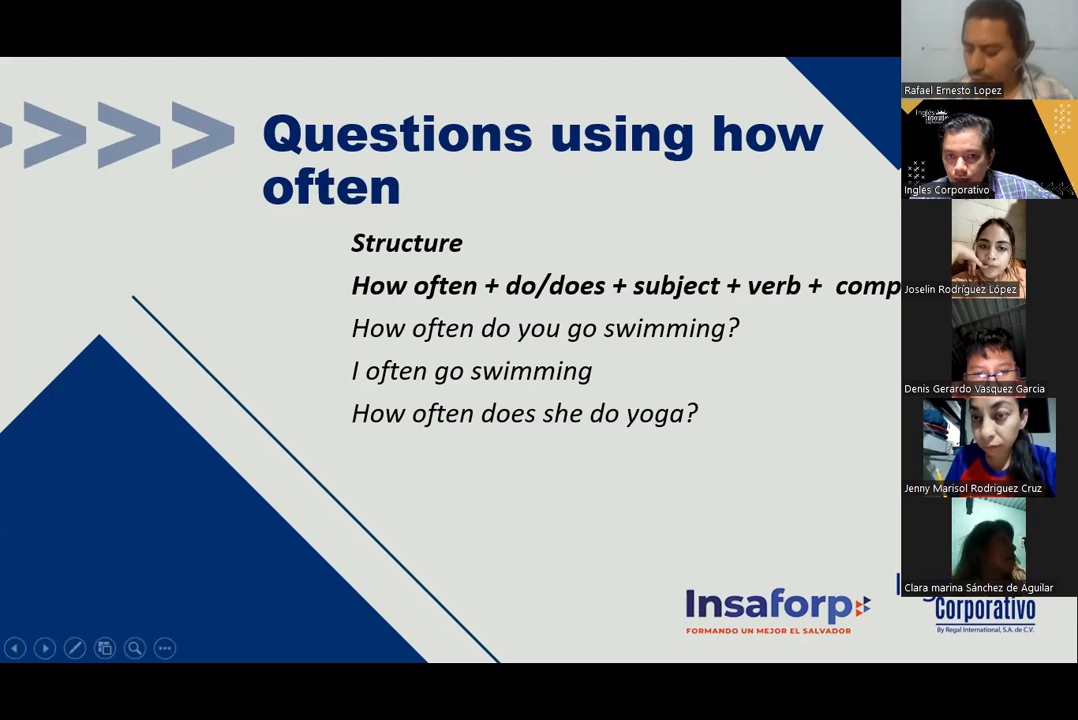 Questions using how
often
Structure
How often + do/does + subject + verb + comp
How often do you go swimming?
I often go swimming
How often does she do yoga?
Insaforp
FORMANDO UN MEJOR EL SALVADOR
Corporativo
By Regal International, S.A. de C.V.
Rafael Ernesto Lopez
Inglés
Corporativo
Ingles Corporativo
Joselin Rodríguez López
Denis Gerardo Vasquez Garcia
Jenny Marisol Rodriguez Cruz
Clara marina Sánchez de Aguilar